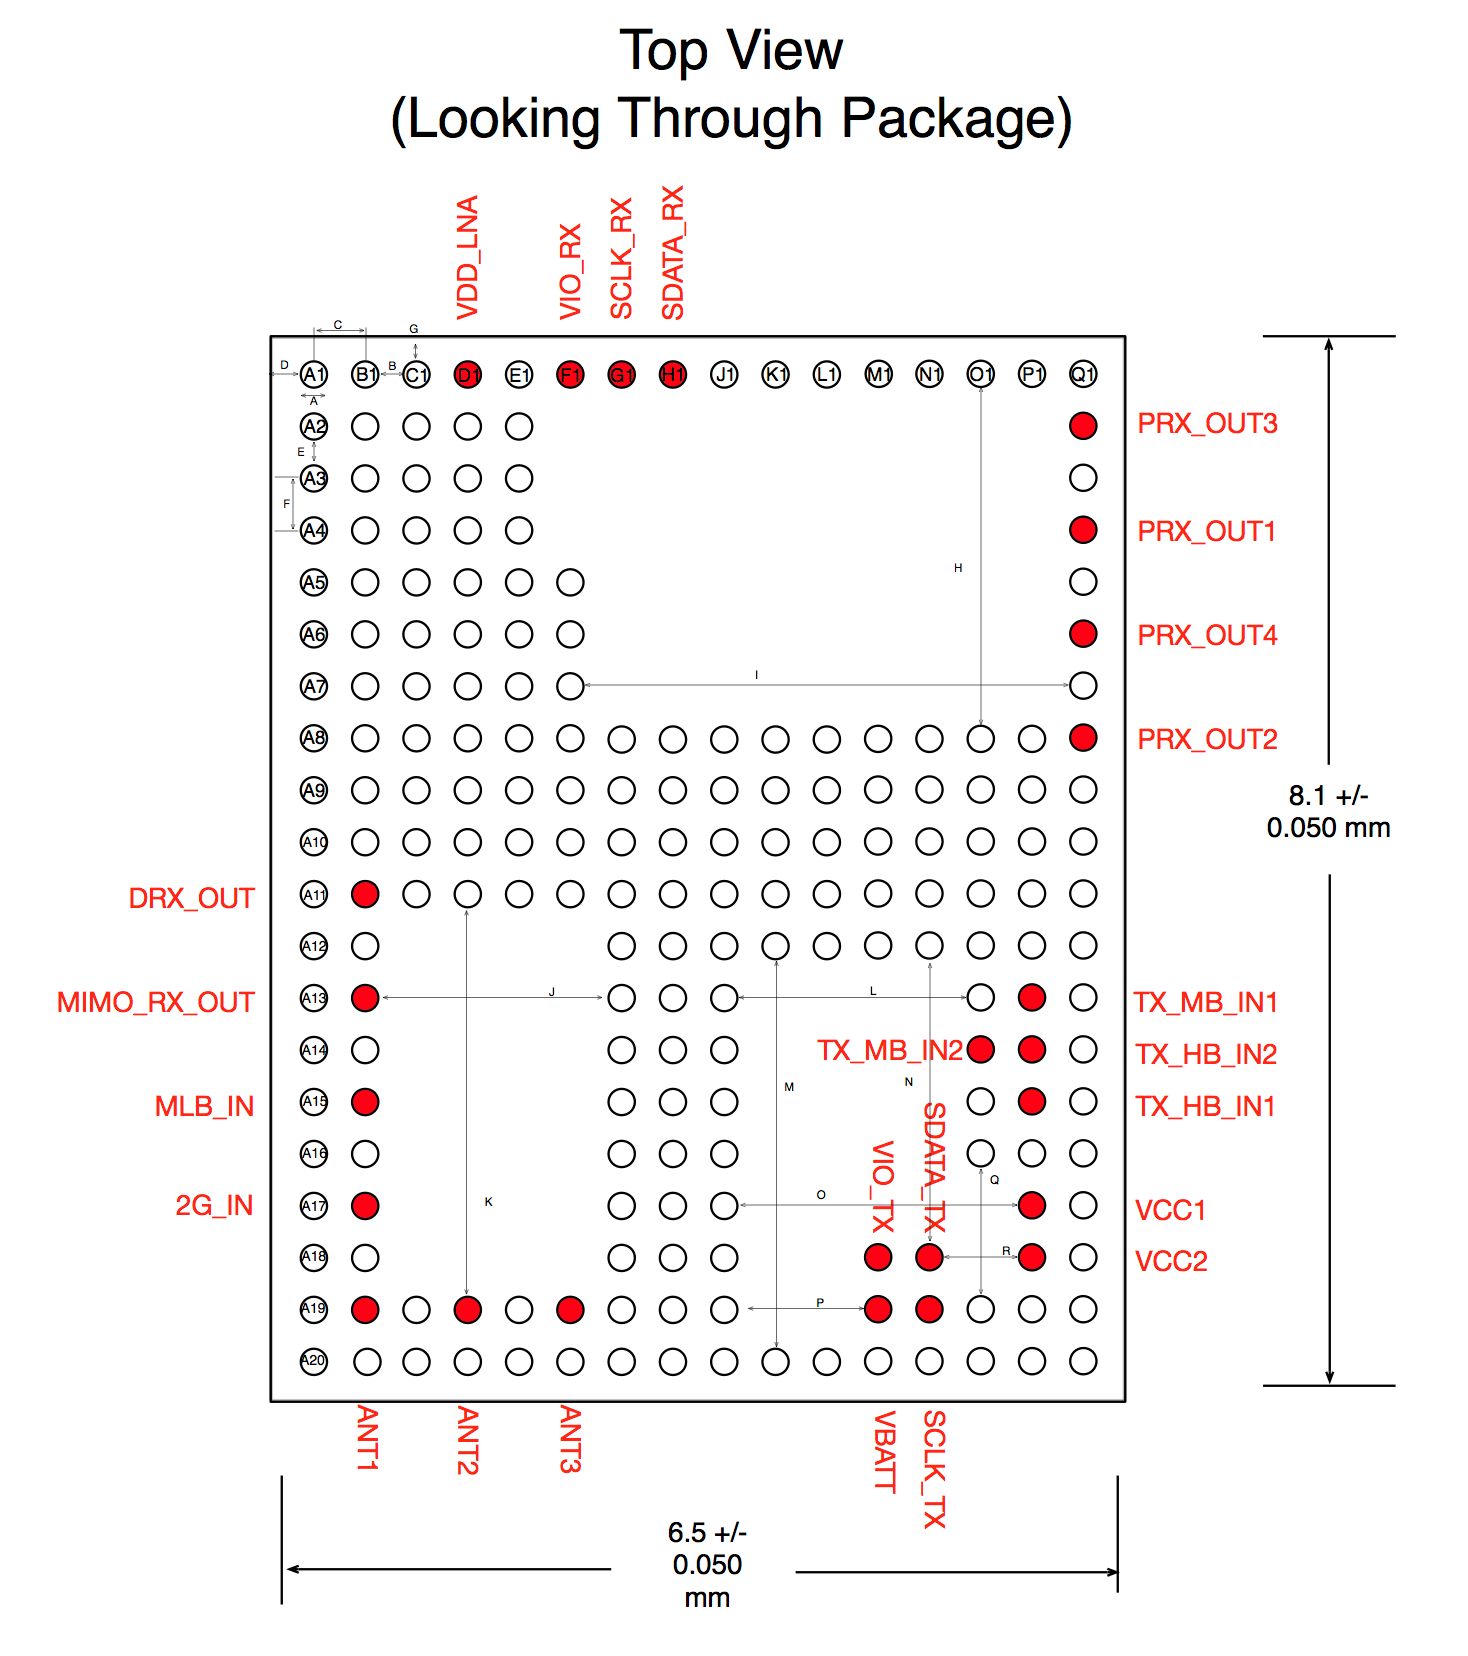 Top View
(Looking Through Package)
VDD_LNA
VIO_RX
SCLK_RX
SDATA_RX
C
G
D
B
A1
B1
C1
D1
E1
F1
G1
H1
J1
K1
L1
M1
N1
O1
P1
Q1
A
A2
PRX_OUT3
E
A3
F
A4
PRX_OUT1
H
A5
A6
PRX_OUT4
I
A7
A8
PRX_OUT2
A9
8.1 +/-
0.050 mm
A10
DRX_OUT
A11
A12
MIMO_RX_OUT
A13
J
L
TX_MB_IN1
A14
TX_MB_IN2
TX_HB_IN2
M
N
MLB_IN
A15
TX_HB_IN1
SDATA_TX
VIO_TX
A16
Q
2G_IN
A17
K
O
VCC1
A18
R
VCC2
A19
P
A20
ANT1
ANT2
ANT3
VBATT
SCLK_TX
6.5 +/-
0.050
mm